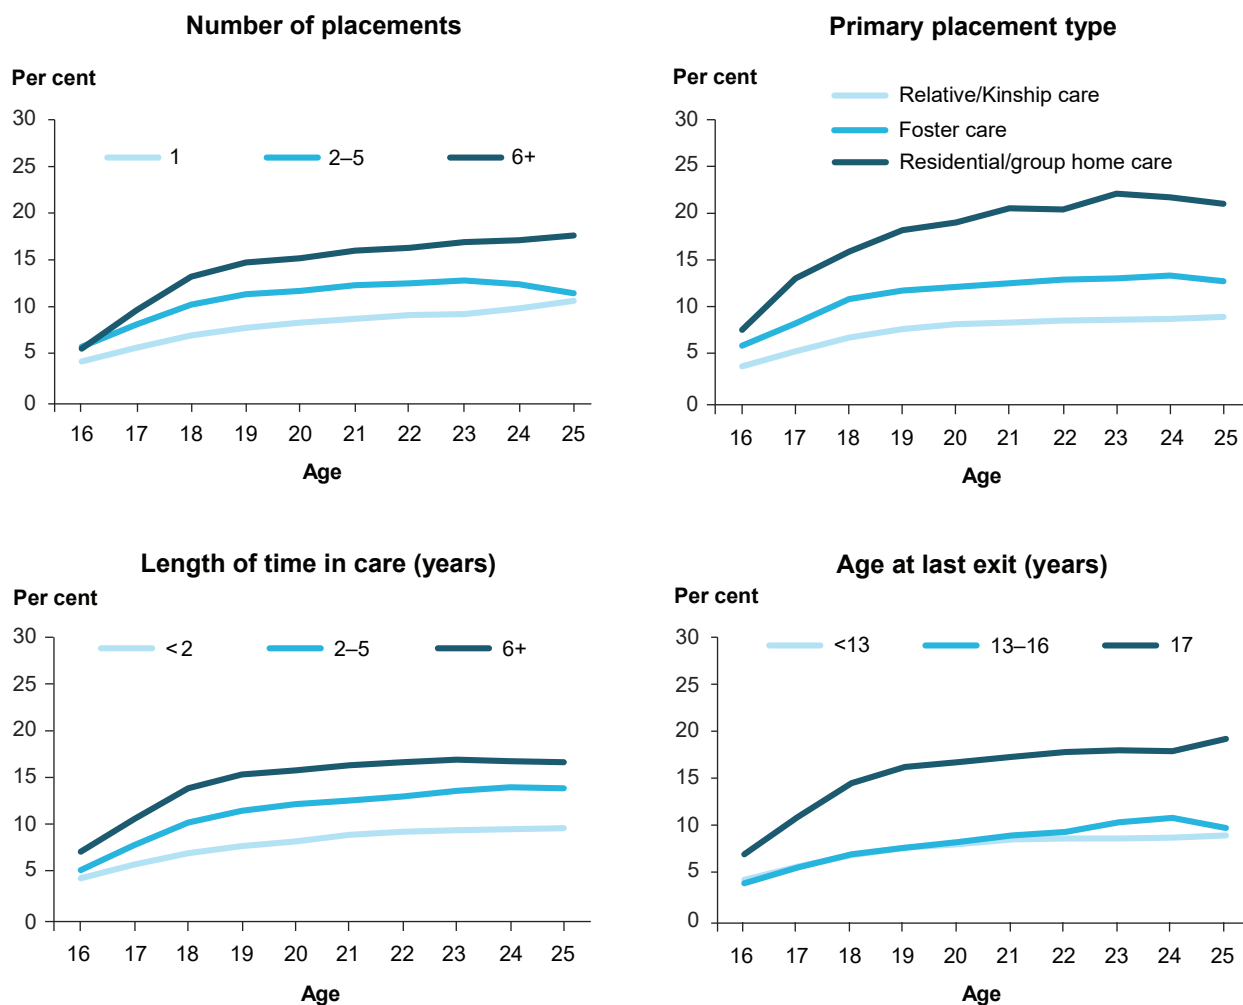 Number of placements
Per cent
30
25
20
15
10
5
0
1
2–5
6+
16 17 18 19 20 21 22 23 24 25
Age
Primary placement type
Per cent
30
25
20
15
10
5
0
Relative/Kinship care
Foster care
Residential/group home care
16 17 18 19 20 21 22 23 24 25
Age
Length of time in care (years)
Per cent
30
25
20
15
10
5
0
<2
2–5
6+
16 17 18 19 20 21 22 23 24 25
Age
Age at last exit (years)
Per cent
30
25
20
15
10
5
0
<13
13–16
17
16 17 18 19 20 21 22 23 24 25
Age